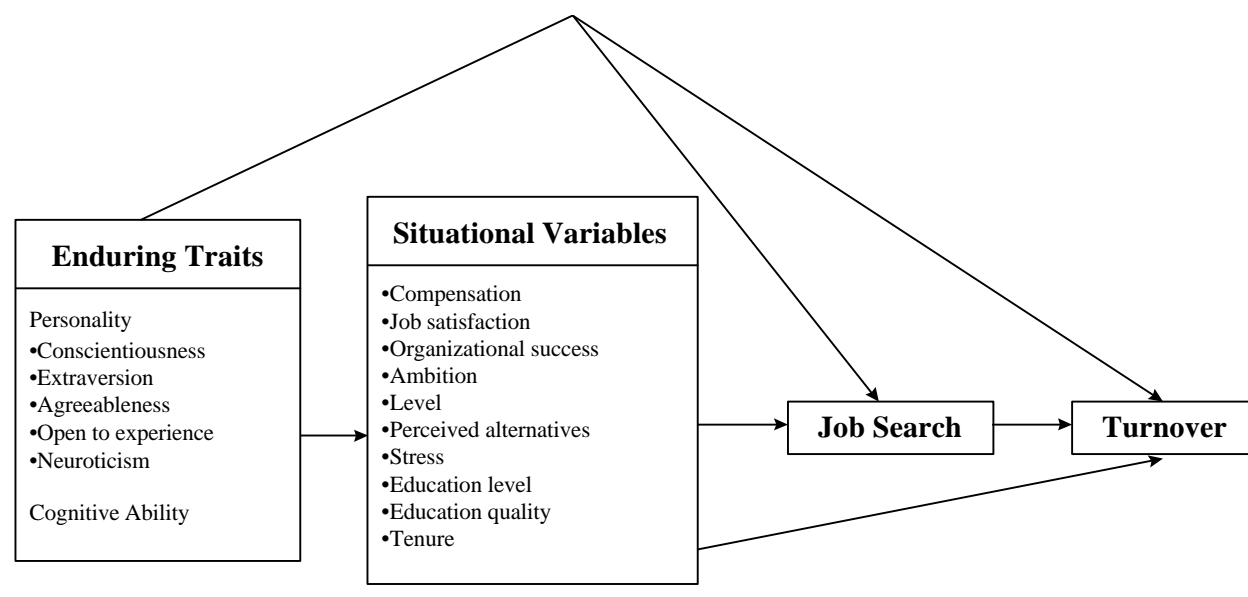 Enduring Traits
Personality
•Conscientiousness
•Extraversion
•Agreeableness
•Open to experience
•Neuroticism
Cognitive Ability
Situational Variables
•Compensation
•Job satisfaction
•Organizational success
•Ambition
•Level
•Perceived alternatives
•Stress
•Education level
•Education quality
•Tenure
Job Search
Turnover